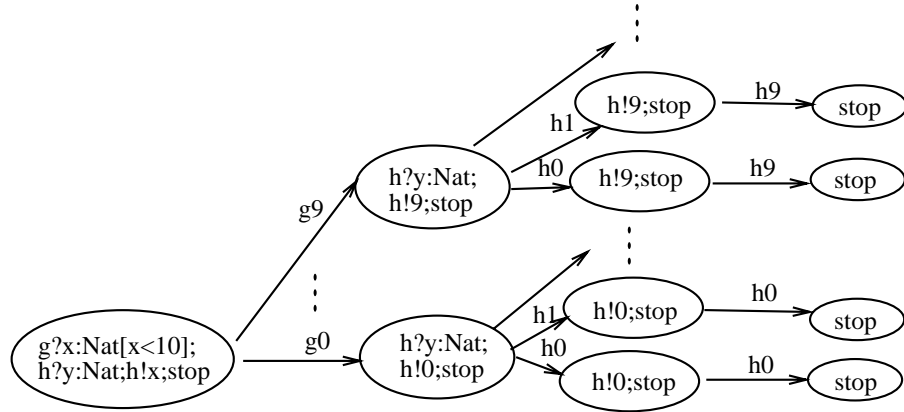 h!9;stop
h9
stop
h1
h?y:Nat;
h!9;stop
h0
h!9;stop
h9
stop
g9
g?x:Nat[x<10];
h?y:Nat;h!x;stop
g0
h?y:Nat;
h!0;stop
h1
h!0;stop
h0
stop
h0
h!0;stop
h0
stop